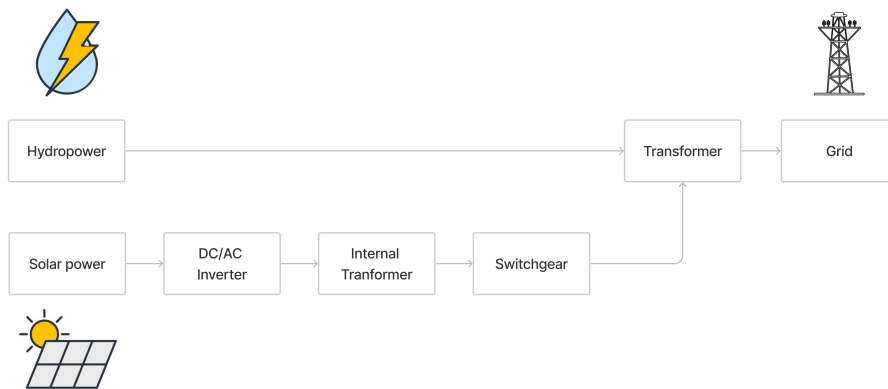 Hydropower
Transformer
Grid
Solar power
DC/AC
Inverter
Internal
Tranformer
Switchgear